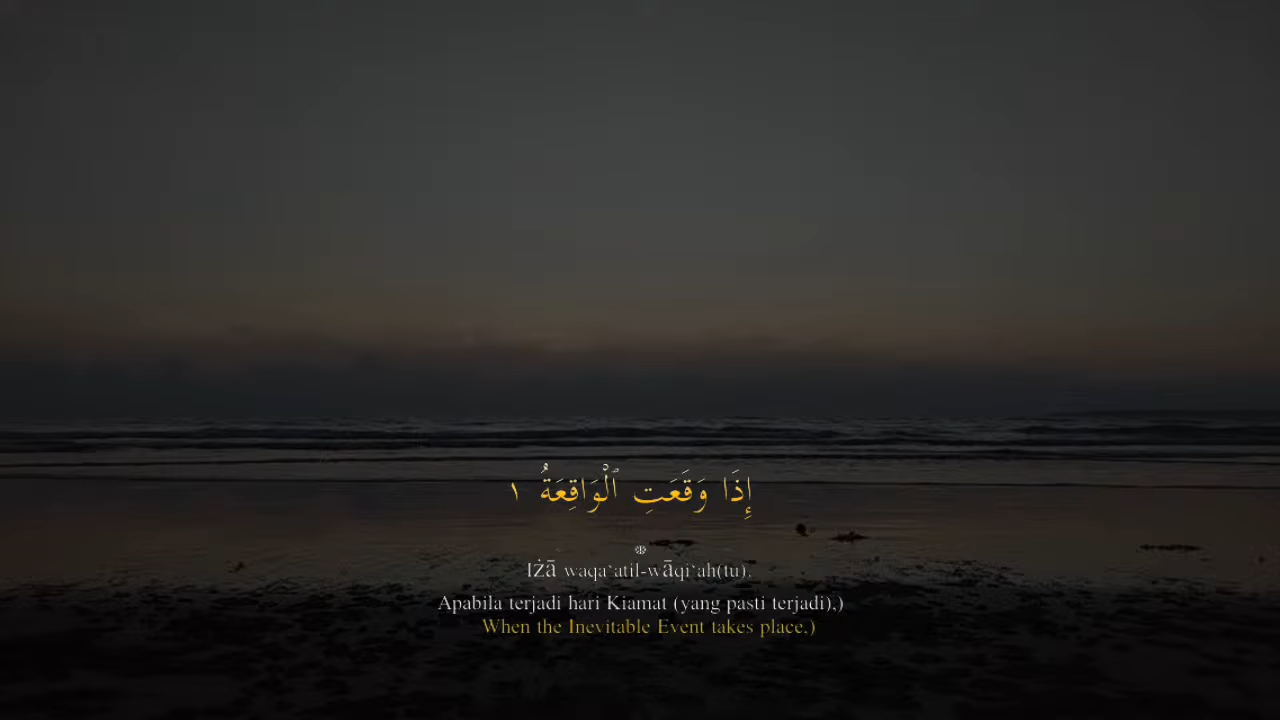 إِذَا وَقَعَتِ ٱلْوَاقِعَةُ ١
Iżā waqa‘atil-wāqi‘ah(tu).
Apabila terjadi hari Kiamat (yang pasti terjadi),)
When the Inevitable Event takes place,)